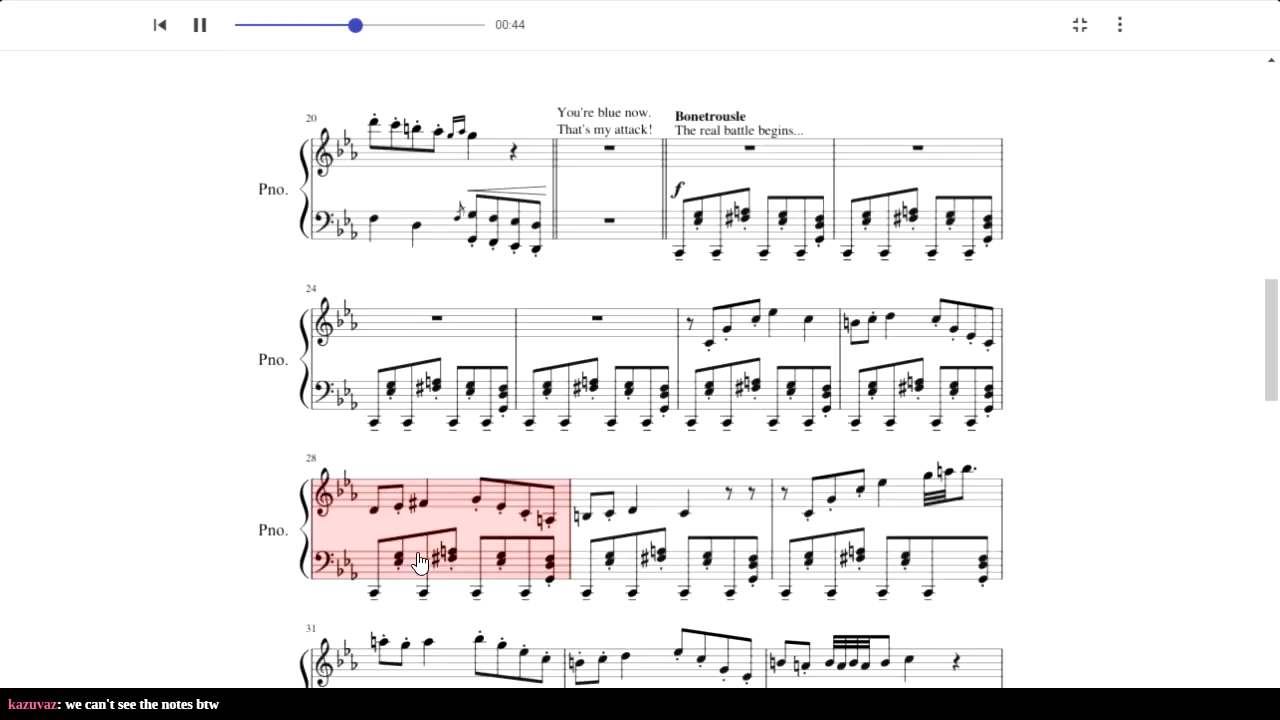 00:44
20
You're blue now.
That's my attack!
Bonetrousle
The real battle begins...
Pno.
f
24
Pno.
28
Pno.
31
kazuvaz: we can't see the notes btw